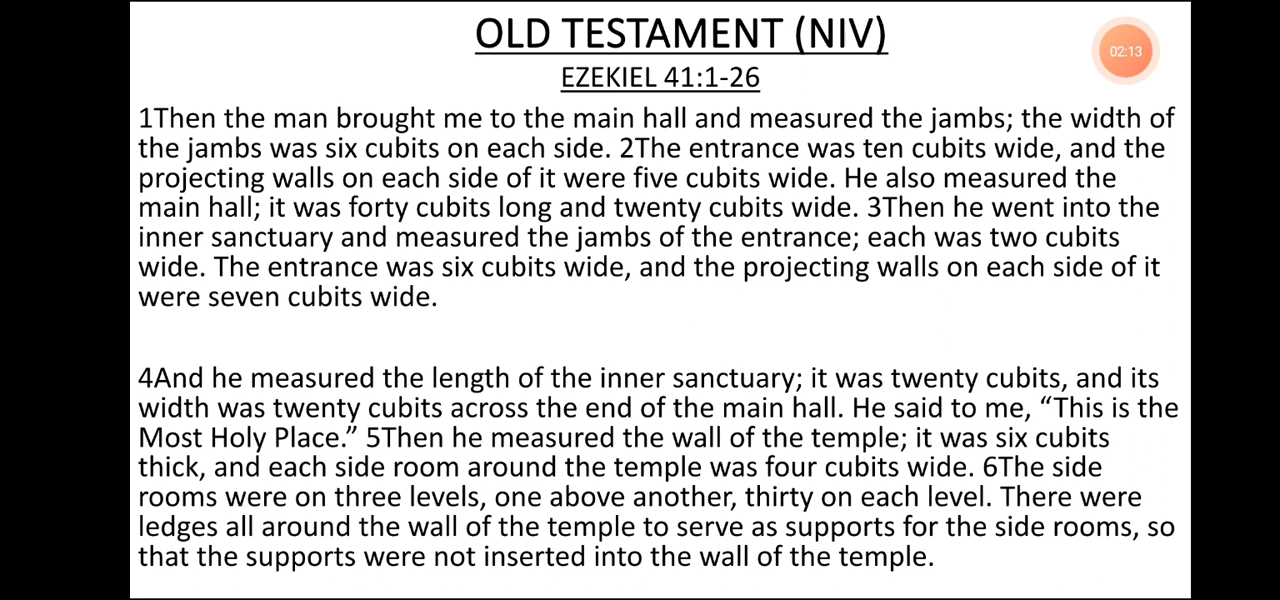 OLD TESTAMENT (NIV)
02:13
EZEKIEL 41:1-26
1Then the man brought me to the main hall and measured the jambs; the width of
the jambs was six cubits on each side. 2The entrance was ten cubits wide, and the
projecting walls on each side of it were five cubits wide. He also measured the
main hall; it was forty cubits long and twenty cubits wide. 3Then he went into the
inner sanctuary and measured the jambs of the entrance; each was two cubits
wide. The entrance was six cubits wide, and the projecting walls on each side of it
were seven cubits wide.
4And he measured the length of the inner sanctuary; it was twenty cubits, and its
width was twenty cubits across the end of the main hall. He said to me, “This is the
Most Holy Place.” 5Then he measured the wall of the temple; it was six cubits
thick, and each side room around the temple was four cubits wide. 6The side
rooms were on three levels, one above another, thirty on each level. There were
ledges all around the wall of the temple to serve as supports for the side rooms, so
that the supports were not inserted into the wall of the temple.